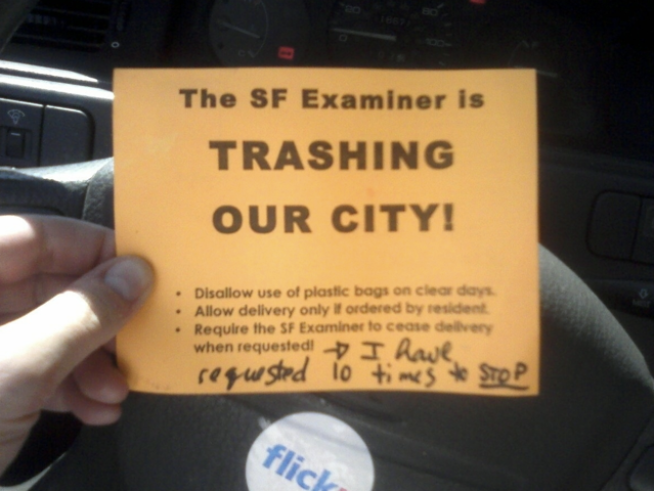 The SF Examiner is
TRASHING
OUR CITY!
• Disallow use of plastic bags on clear days.
• Allow delivery only if ordered by resident.
• Require the SF Examiner to cease delivery
when requested! → I have
requested 10 times to STOP
flick